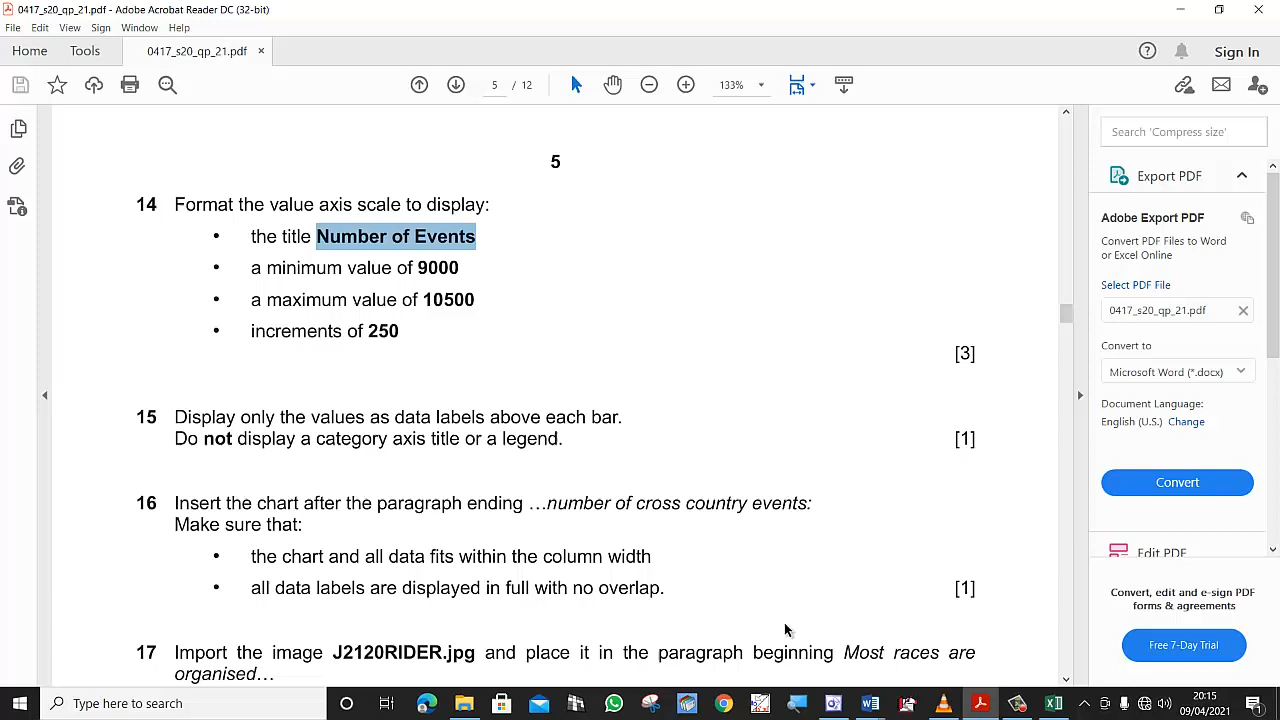 0417_s20_qp_21.pdf - Adobe Acrobat Reader DC (32-bit)
File Edit View Sign Window Help
Home Tools 0417_s20_qp_21.pdf × Sign In
5 / 12 133%
5
14 Format the value axis scale to display:
• the title Number of Events
• a minimum value of 9000
• a maximum value of 10500
• increments of 250
[3]
15 Display only the values as data labels above each bar.
Do not display a category axis title or a legend. [1]
16 Insert the chart after the paragraph ending …number of cross country events:
Make sure that:
• the chart and all data fits within the column width
• all data labels are displayed in full with no overlap. [1]
17 Import the image J2120RIDER.jpg and place it in the paragraph beginning Most races are
organised…
Search 'Compress size'
Export PDF
Adobe Export PDF
Convert PDF Files to Word
or Excel Online
Select PDF File
0417_s20_qp_21.pdf
Convert to
Microsoft Word (*.docx)
Document Language:
English (U.S.) Change
Convert
Edit PDF
Convert, edit and e-sign PDF
forms & agreements
Free 7-Day Trial
Type here to search
20:15
09/04/2021